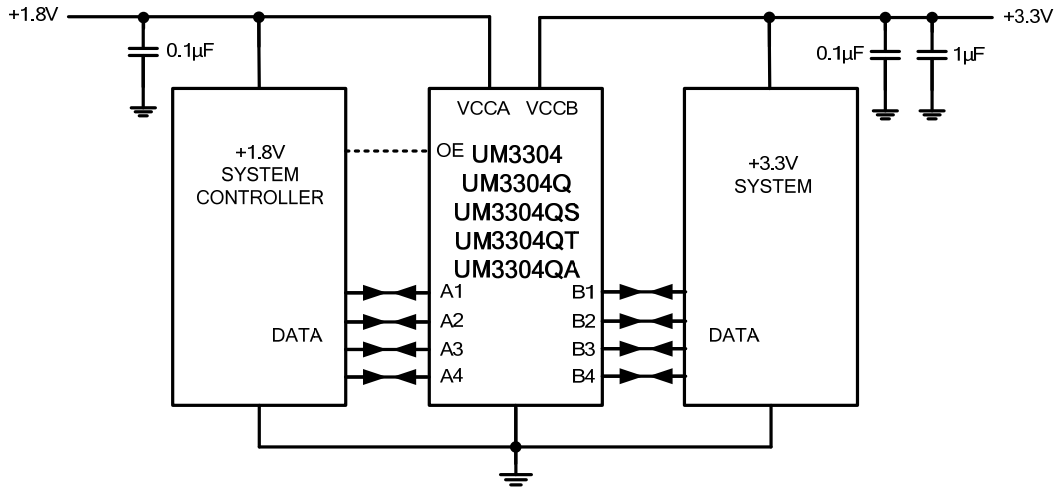 +1.8V
+3.3V
0.1µF
0.1µF
1µF
VCCA
VCCB
OE
UM3304
UM3304Q
UM3304QS
UM3304QT
UM3304QA
+1.8V
SYSTEM
CONTROLLER
+3.3V
SYSTEM
A1
A2
A3
A4
B1
B2
B3
B4
DATA
DATA